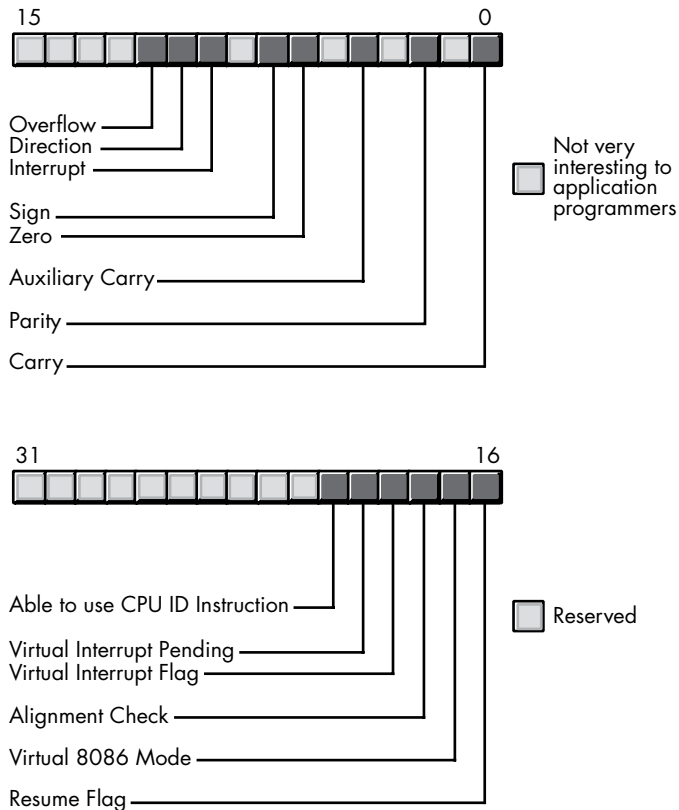 15
0
Overflow
Direction
Interrupt
Sign
Zero
Auxiliary Carry
Parity
Carry
Not very
interesting to
application
programmers
31
16
Able to use CPU ID Instruction
Virtual Interrupt Pending
Virtual Interrupt Flag
Alignment Check
Virtual 8086 Mode
Resume Flag
Reserved